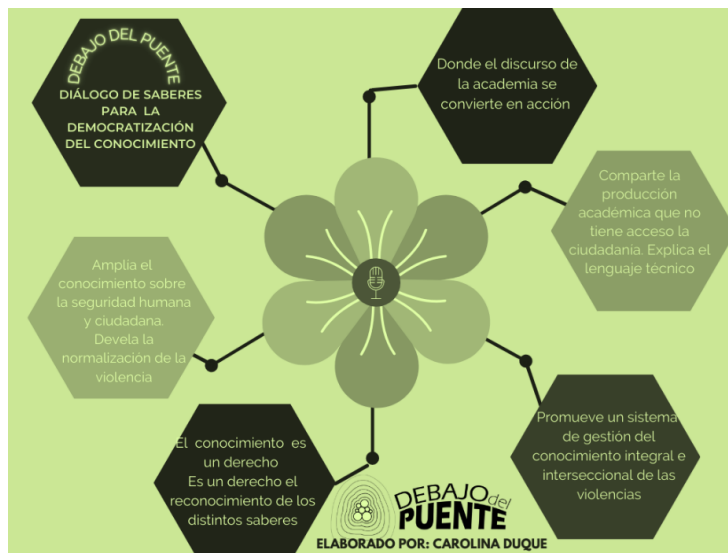 DEBAJO DEL PUENTE
DIÁLOGO DE SABERES
PARA LA
DEMOCRATIZACIÓN
DEL CONOCIMIENTO
Donde el discurso de
la academia se
convierte en acción
Comparte la
producción
académica que no
tiene acceso la
ciudadanía. Explica el
lenguaje técnico
Amplia el
conocimiento sobre
la seguridad humana
y ciudadana.
Devela la
normalización de la
violencia
Promueve un sistema
de gestión del
conocimiento integral e
interseccional de las
violencias
El conocimiento es
un derecho
Es un derecho el
reconocimiento de los
distintos saberes
DEBAJO del
PUENTE
ELABORADO POR: CAROLINA DUQUE